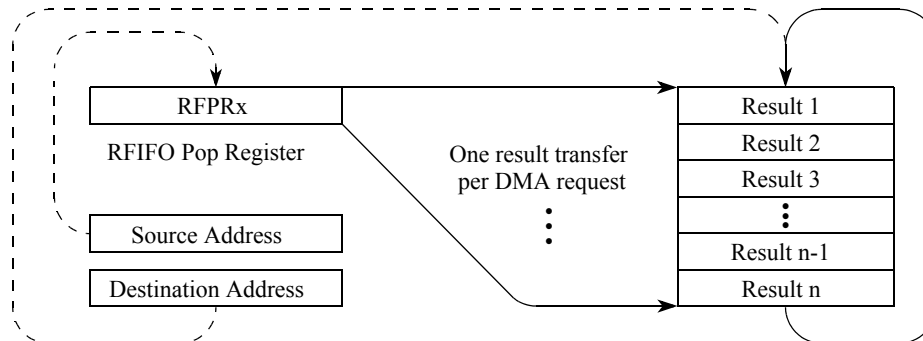 RFPRx
RFIFO Pop Register
Source Address
Destination Address
One result transfer
per DMA request
Result 1
Result 2
Result 3
Result n-1
Result n